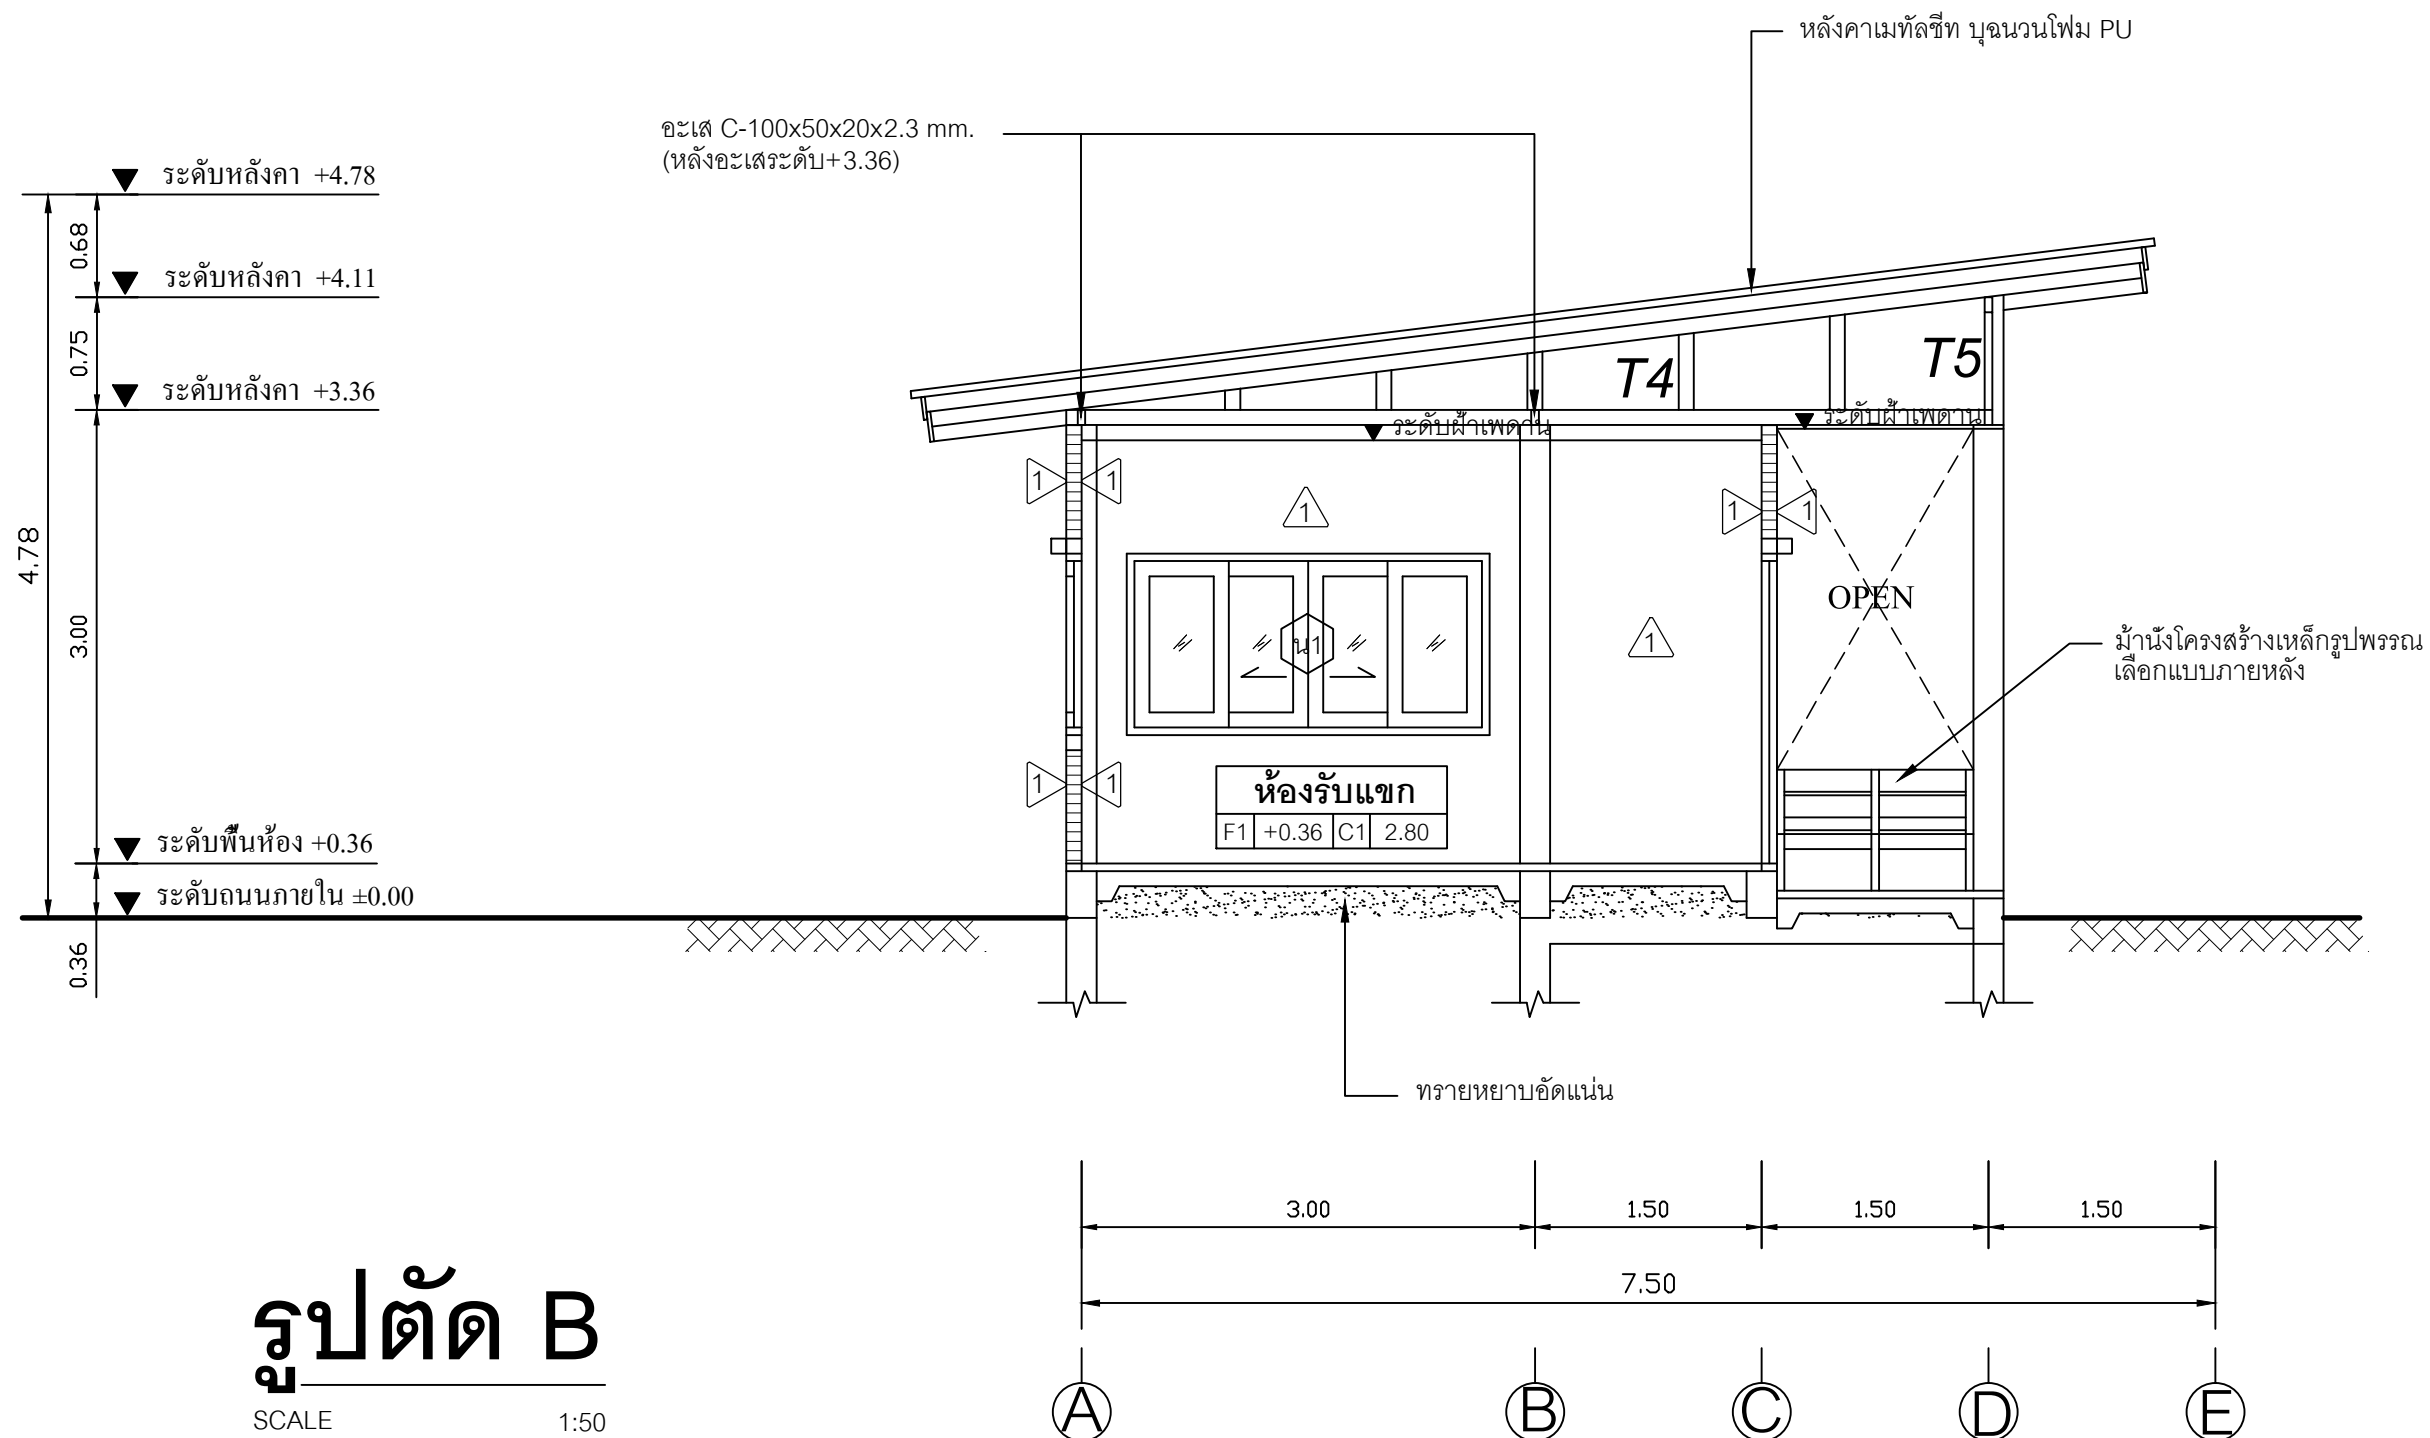 หลังคาเมทัลชีท บุฉนวนโฟม PU
อะเส C-100x50x20x2.3 mm.
(หลังอะเสระดับ+3.36)
ระดับหลังคา +4.78
0.68
ระดับหลังคา +4.11
0.75
ระดับหลังคา +3.36
T4
T5
ระดับฝ้าเพดาน
ระดับฝ้าเพดาน
1
1
1
1
1
4.78
3.00
OPEN
น1
1
ม้านั่งโครงสร้างเหล็กรูปพรรณ
เลือกแบบภายหลัง
1
1
ห้องรับแขก
F1 +0.36 C1 2.80
ระดับพื้นห้อง +0.36
ระดับถนนภายใน ±0.00
0.36
ทรายหยาบอัดแน่น
3.00
1.50
1.50
1.50
7.50
รูปตัด B
SCALE 1:50
A
B
C
D
E